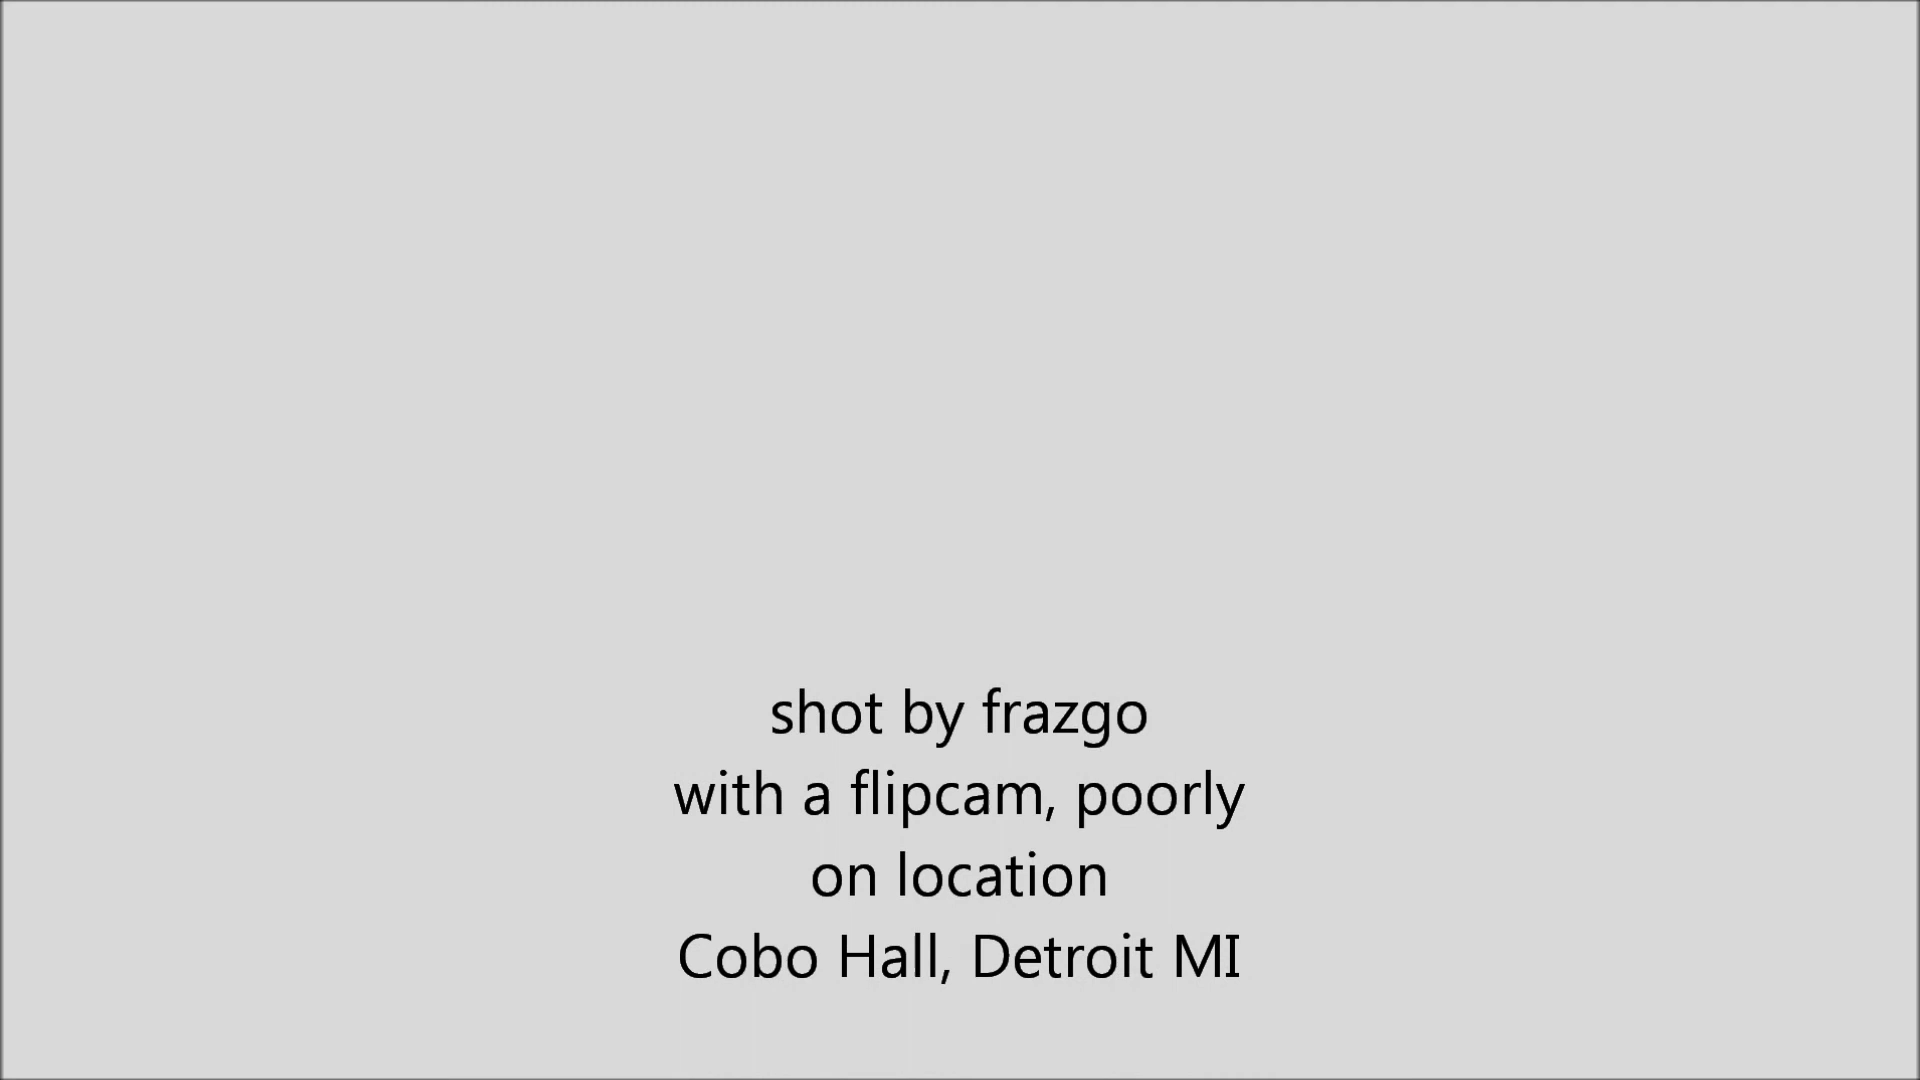 shot by frazgo
with a flipcam, poorly
on location
Cobo Hall, Detroit MI